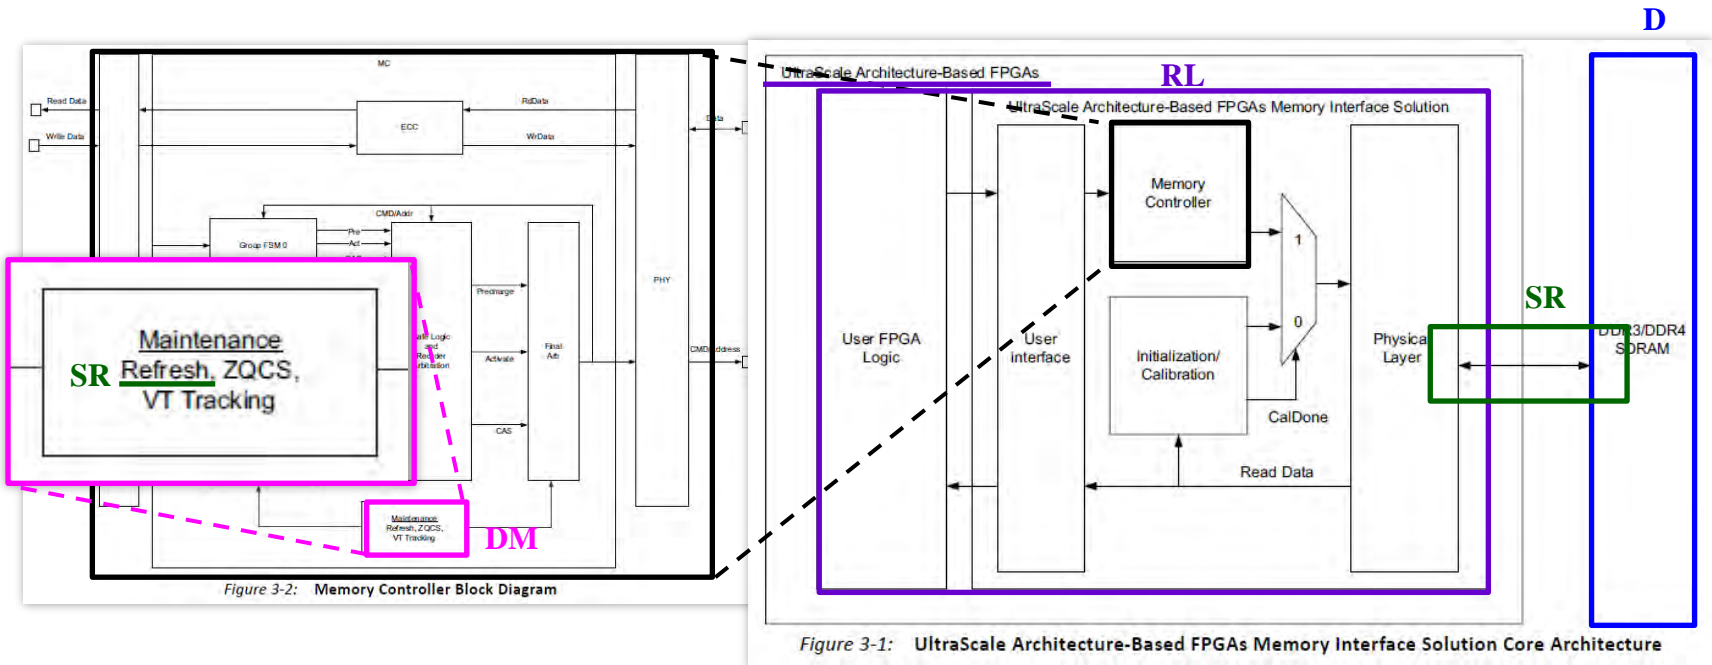 D
MC
Read Data
RdData
ECC
Write Data
WrData
Data
CMD/Addr
Group FSM 0
Pre
Act
Precharge
PHY
Final
Arb
and
Activate
CMD/Address
CAS
Maintenance
SR Refresh, ZQCS,
VT Tracking
Maintenance
Refresh, ZQCS,
VT Tracking
DM
Figure 3-2: Memory Controller Block Diagram
UltraScale Architecture-Based FPGAs
RL
UltraScale Architecture-Based FPGAs Memory Interface Solution
Memory
Controller
1
0
SR
User FPGA
Logic
User
interface
Initialization/
Calibration
Physical
Layer
DDR3/DDR4
SDRAM
CalDone
Read Data
Figure 3-1: UltraScale Architecture-Based FPGAs Memory Interface Solution Core Architecture